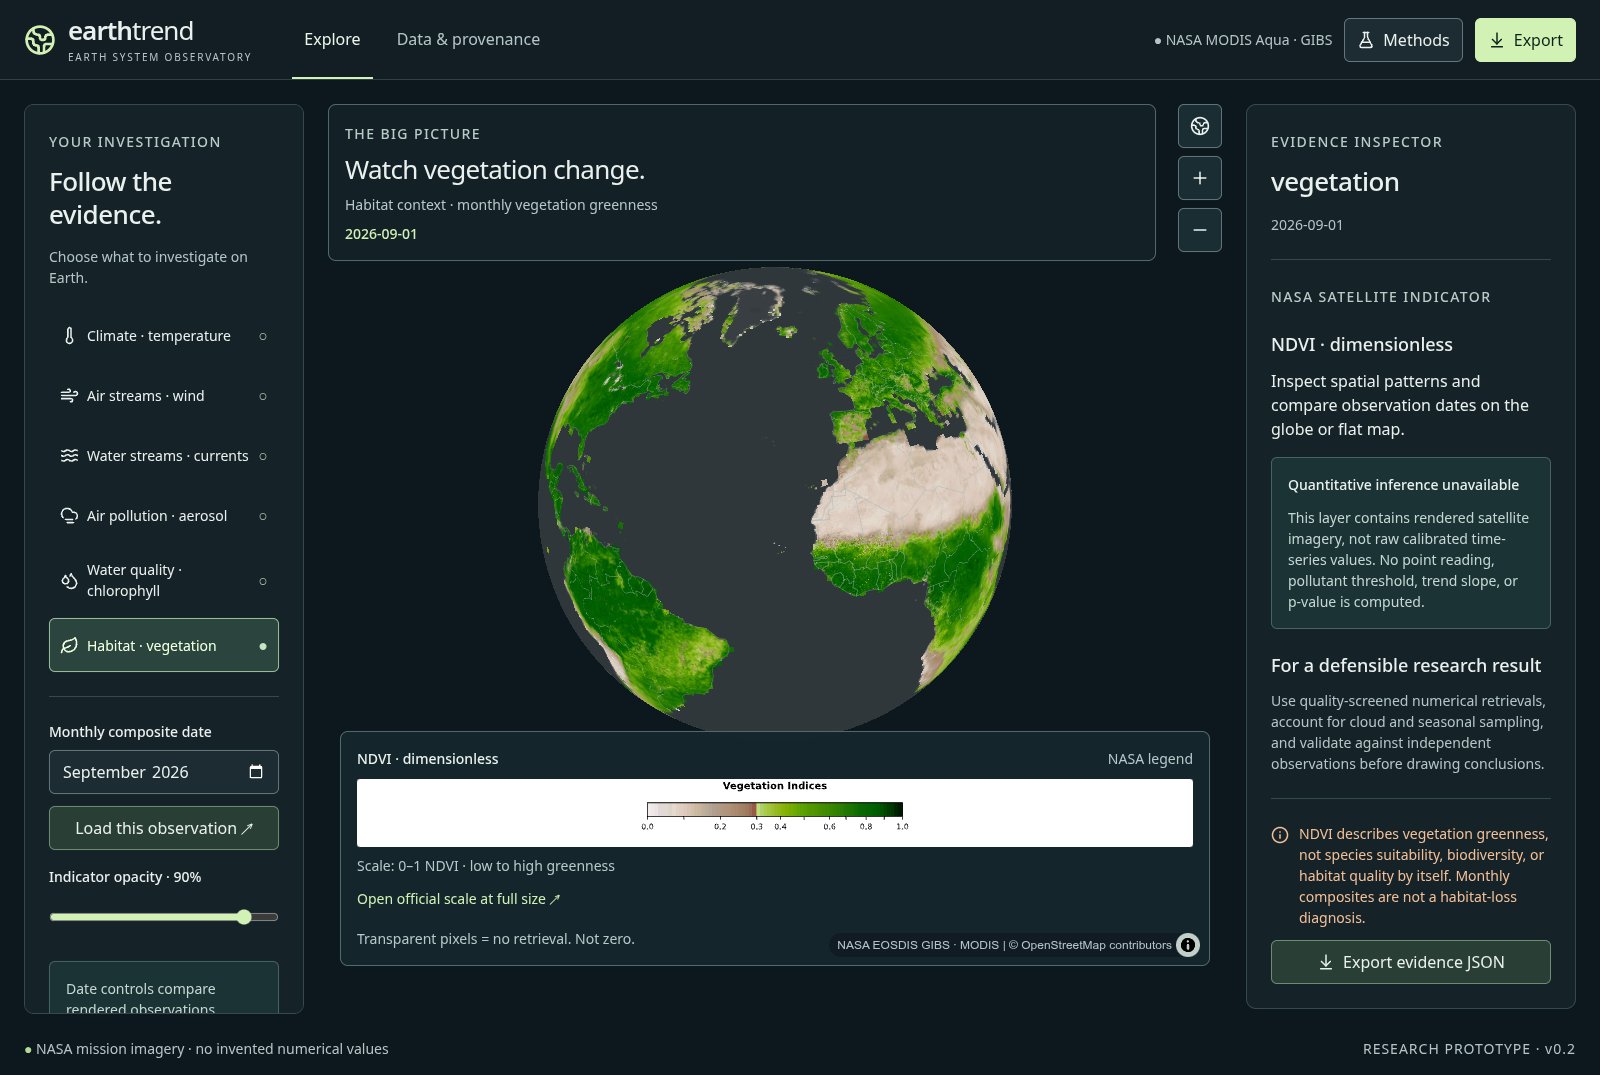 earthtrend
EARTH SYSTEM OBSERVATORY
Explore
Data & provenance
● NASA MODIS Aqua · GIBS
Methods
Export
YOUR INVESTIGATION
Follow the
evidence.
Choose what to investigate on
Earth.
Climate · temperature
Air streams · wind
Water streams · currents
Air pollution · aerosol
Water quality ·
chlorophyll
Habitat · vegetation
Monthly composite date
September 2026
Load this observation ↗
Indicator opacity · 90%
Date controls compare
rendered observations
THE BIG PICTURE
Watch vegetation change.
Habitat context · monthly vegetation greenness
2026-09-01
NDVI · dimensionless
NASA legend
Vegetation Indices
0.0 0.2 0.3 0.4 0.6 0.8 1.0
Scale: 0–1 NDVI · low to high greenness
Open official scale at full size ↗
Transparent pixels = no retrieval. Not zero.
NASA EOSDIS GIBS · MODIS | © OpenStreetMap contributors
EVIDENCE INSPECTOR
vegetation
2026-09-01
NASA SATELLITE INDICATOR
NDVI · dimensionless
Inspect spatial patterns and
compare observation dates on the
globe or flat map.
Quantitative inference unavailable
This layer contains rendered satellite
imagery, not raw calibrated time-
series values. No point reading,
pollutant threshold, trend slope, or
p-value is computed.
For a defensible research result
Use quality-screened numerical retrievals,
account for cloud and seasonal sampling,
and validate against independent
observations before drawing conclusions.
NDVI describes vegetation greenness,
not species suitability, biodiversity, or
habitat quality by itself. Monthly
composites are not a habitat-loss
diagnosis.
Export evidence JSON
● NASA mission imagery · no invented numerical values
RESEARCH PROTOTYPE · v0.2